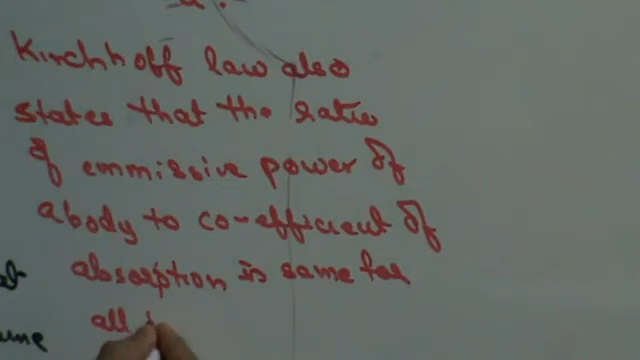 Kirchhoff law also
states that the ratio
of emmissive power of
a body to co-efficient of
absorption is same for
all